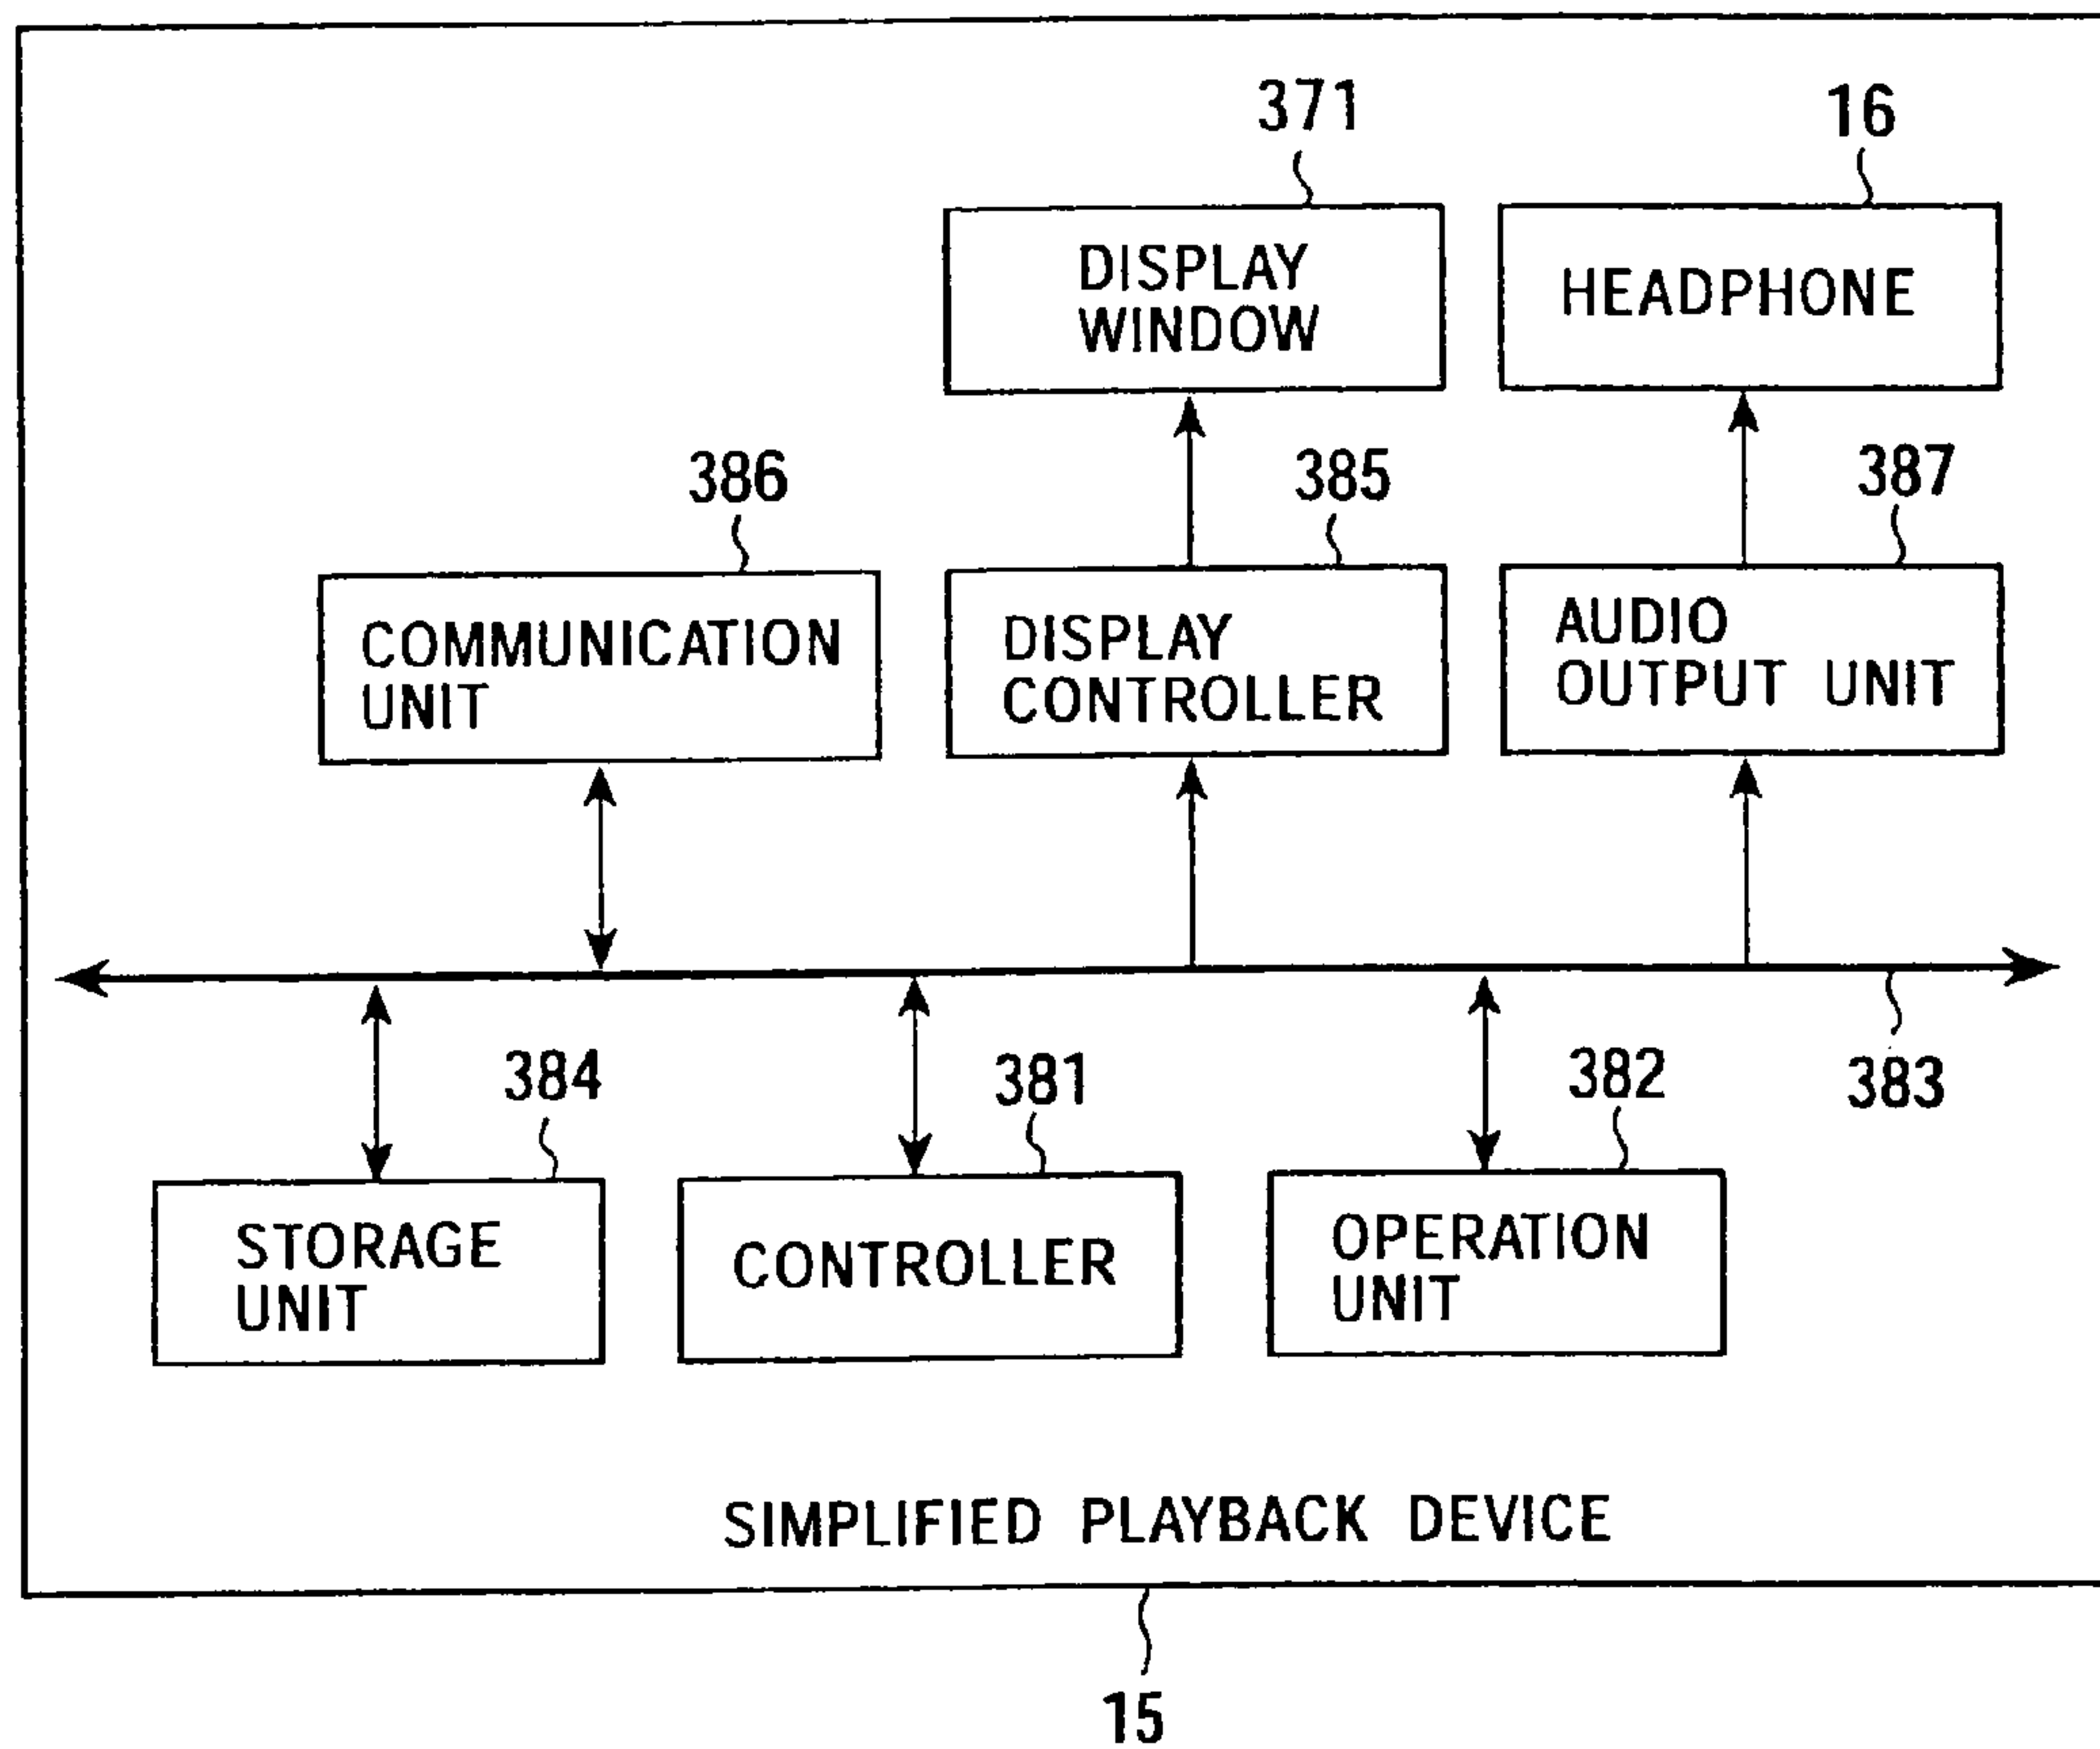 371
16
DISPLAY
WINDOW
HEADPHONE
386
385
387
COMMUNICATION
UNIT
DISPLAY
CONTROLLER
AUDIO
OUTPUT UNIT
384
381
382
383
STORAGE
UNIT
CONTROLLER
OPERATION
UNIT
SIMPLIFIED PLAYBACK DEVICE
15